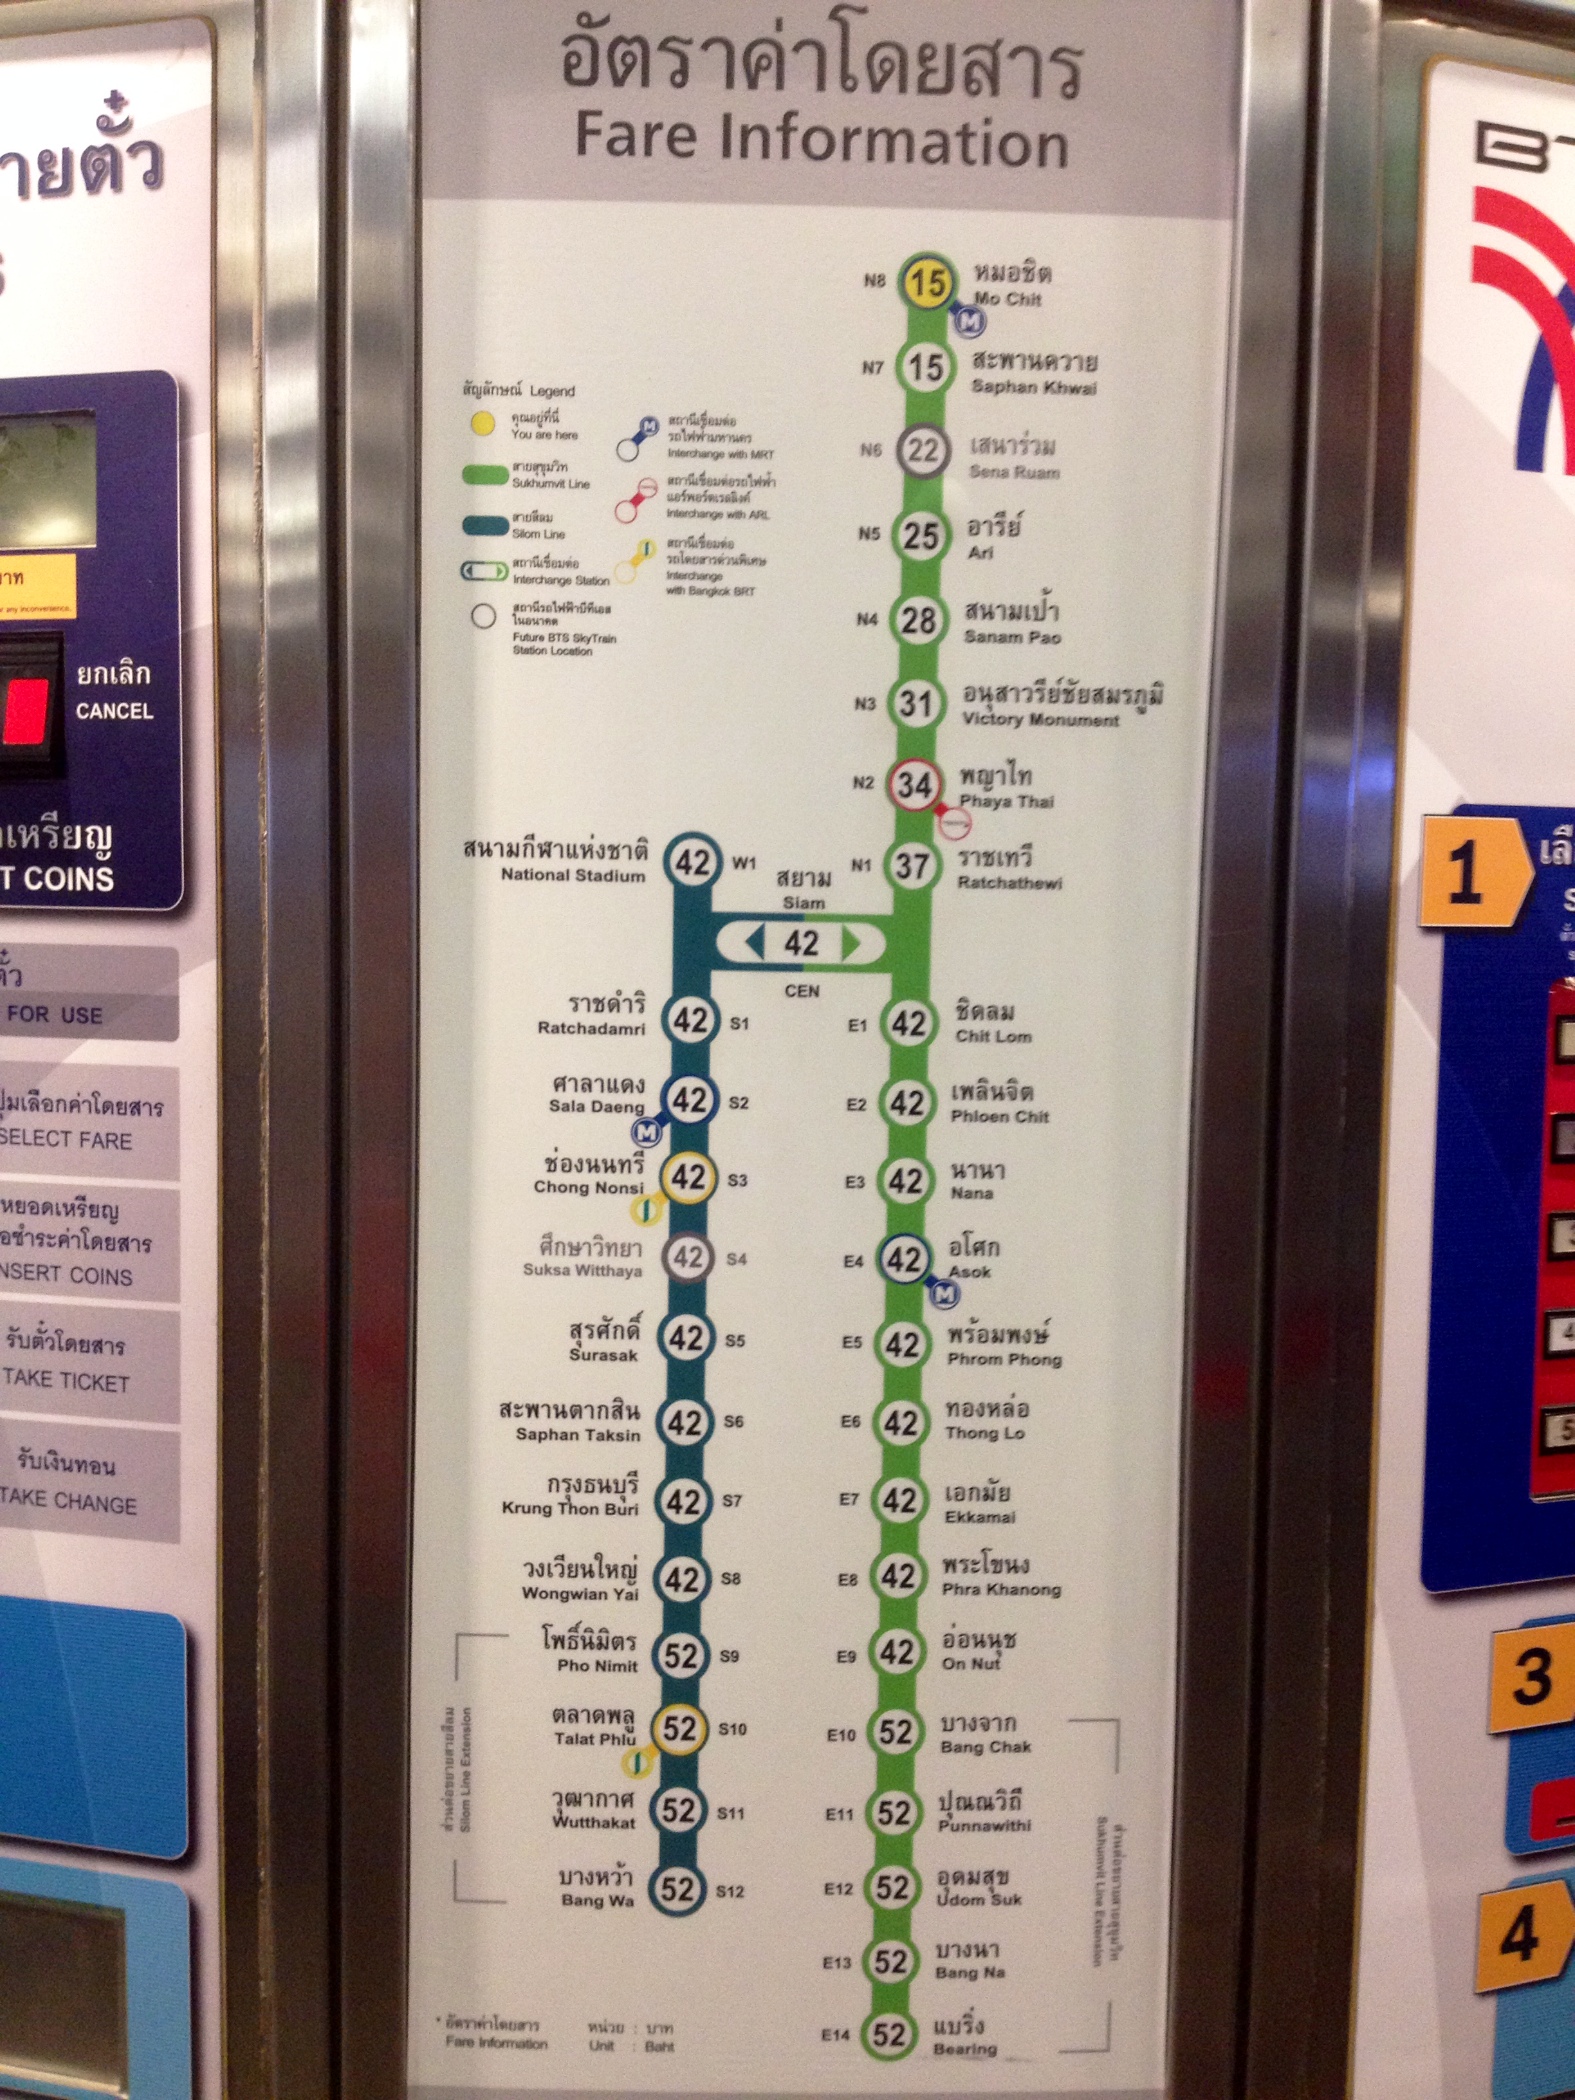 อัตราค่าโดยสาร
Fare Information
สัญลักษณ์ Legend
คุณอยู่ที่นี่
You are here
สายสุขุมวิท
Sukhumvit Line
สายสีลม
Silom Line
สถานีเชื่อมต่อ
Interchange Station
สถานีรถไฟฟ้าบีทีเอส
ในอนาคต
Future BTS SkyTrain
Station Location
สถานีเชื่อมต่อ
รถไฟฟ้ามหานคร
Interchange with MRT
สถานีเชื่อมต่อรถไฟฟ้า
แอร์พอร์ตเรลลิงก์
Interchange with ARL
สถานีเชื่อมต่อ
รถโดยสารด่วนพิเศษ
Interchange
with Bangkok BRT
N8 15 หมอชิต
Mo Chit
M
N7 15 สะพานควาย
Saphan Khwai
N6 22 เสนาร่วม
Sena Ruam
N5 25 อารีย์
Ari
N4 28 สนามเป้า
Sanam Pao
N3 31 อนุสาวรีย์ชัยสมรภูมิ
Victory Monument
N2 34 พญาไท
Phaya Thai
N1 37 ราชเทวี
Ratchathewi
สนามกีฬาแห่งชาติ 42 W1
National Stadium
สยาม
Siam
42
CEN
ราชดำริ 42 S1
Ratchadamri
ศาลาแดง 42 S2
Sala Daeng
M
ช่องนนทรี 42 S3
Chong Nonsi
ศึกษาวิทยา 42 S4
Suksa Witthaya
สุรศักดิ์ 42 S5
Surasak
สะพานตากสิน 42 S6
Saphan Taksin
กรุงธนบุรี 42 S7
Krung Thon Buri
วงเวียนใหญ่ 42 S8
Wongwian Yai
โพธิ์นิมิตร 52 S9
Pho Nimit
ตลาดพลู 52 S10
Talat Phlu
วุฒากาศ 52 S11
Wutthakat
บางหว้า 52 S12
Bang Wa
ส่วนต่อขยายสายสีลม
Silom Line Extension
E1 42 ชิดลม
Chit Lom
E2 42 เพลินจิต
Phloen Chit
E3 42 นานา
Nana
E4 42 อโศก
Asok
M
E5 42 พร้อมพงษ์
Phrom Phong
E6 42 ทองหล่อ
Thong Lo
E7 42 เอกมัย
Ekkamai
E8 42 พระโขนง
Phra Khanong
E9 42 อ่อนนุช
On Nut
E10 52 บางจาก
Bang Chak
E11 52 ปุณณวิถี
Punnawithi
E12 52 อุดมสุข
Udom Suk
E13 52 บางนา
Bang Na
E14 52 แบริ่ง
Bearing
ส่วนต่อขยายสายสุขุมวิท
Sukhumvit Line Extension
* อัตราค่าโดยสาร หน่วย : บาท
Fare Information Unit : Baht
ายตั๋ว
าท
or any inconvenience.
ยกเลิก
CANCEL
เหรียญ
T COINS
ตั๋ว
FOR USE
ปุ่มเลือกค่าโดยสาร
SELECT FARE
หยอดเหรียญ
อชำระค่าโดยสาร
NSERT COINS
รับตั๋วโดยสาร
TAKE TICKET
รับเงินทอน
TAKE CHANGE
1
เลื
S
4
5
3
4